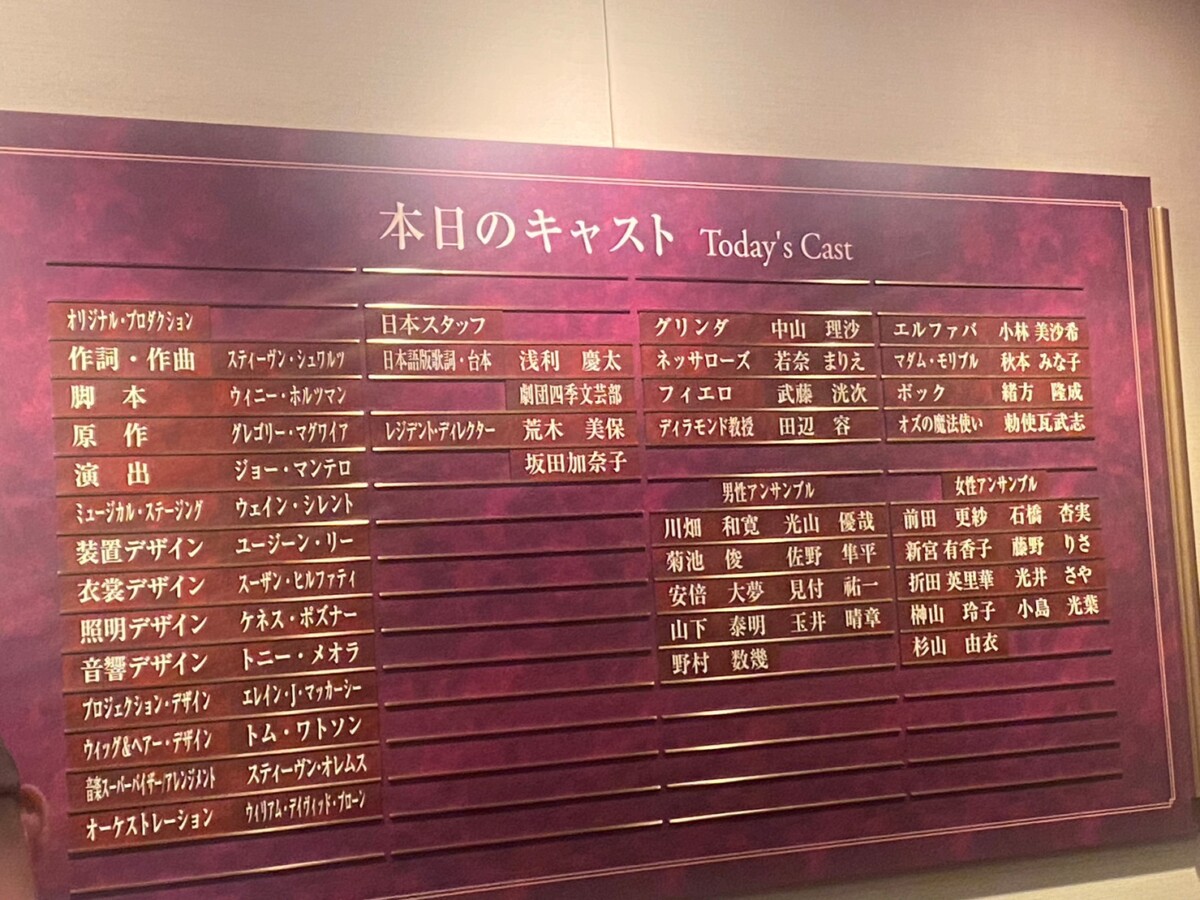 本日のキャスト Today's Cast
オリジナル・プロダクション
作詞・作曲 スティーヴン・シュワルツ
脚 本 ウィニー・ホルツマン
原 作 グレゴリー・マグワイア
演 出 ジョー・マンテロ
ミュージカル・ステージング ウェイン・シレント
装置デザイン ユージーン・リー
衣裳デザイン スーザン・ヒルファティ
照明デザイン ケネス・ポズナー
音響デザイン トニー・メオラ
プロジェクション・デザイン エレイン・J・マッカーシー
ウィッグ&ヘアー・デザイン トム・ワトソン
音楽スーパーバイザー/アレンジメント スティーヴン・オレムス
オーケストレーション ウィリアム・デイヴィッド・ブローン
日本スタッフ
日本語版歌詞・台本 浅利 慶太
劇団四季文芸部
レジデント・ディレクター 荒木 美保
坂田加奈子
グリンダ 中山 理沙
ネッサローズ 若奈 まりえ
フィエロ 武藤 洸次
ディラモンド教授 田辺 容
エルファバ 小林 美沙希
マダム・モリブル 秋本 みな子
ボック 緒方 隆成
オズの魔法使い 勅使瓦武志
男性アンサンブル
川畑 和寛 光山 優哉
菊池 俊 佐野 隼平
安倍 大夢 見付 祐一
山下 泰明 玉井 晴章
野村 数幾
女性アンサンブル
前田 更紗 石橋 杏実
新宮 有香子 藤野 りさ
折田 英里華 光井 さや
榊山 玲子 小島 光葉
杉山 由衣